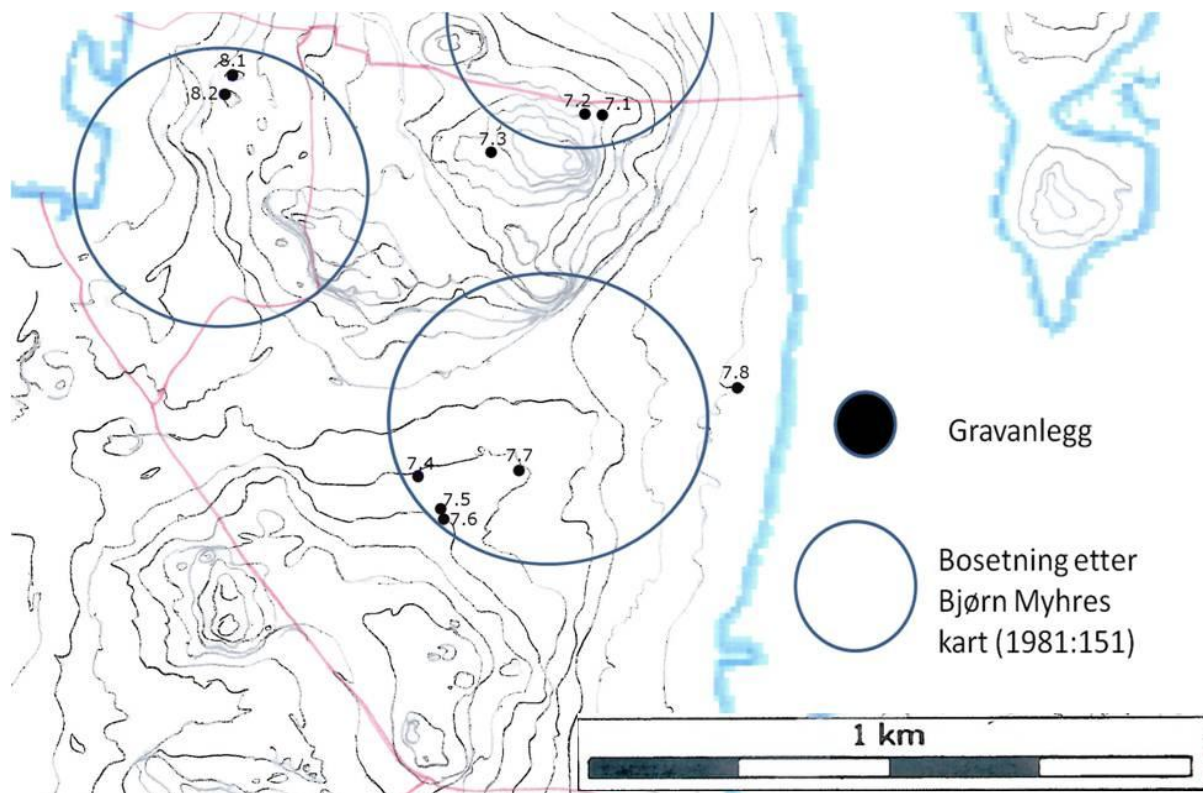 8.1
8.2
7.2 7.1
7.3
7.8
7.4
7.7
7.5
7.6
Gravanlegg
Bosetning etter
Bjørn Myhres
kart (1981:151)
1 km